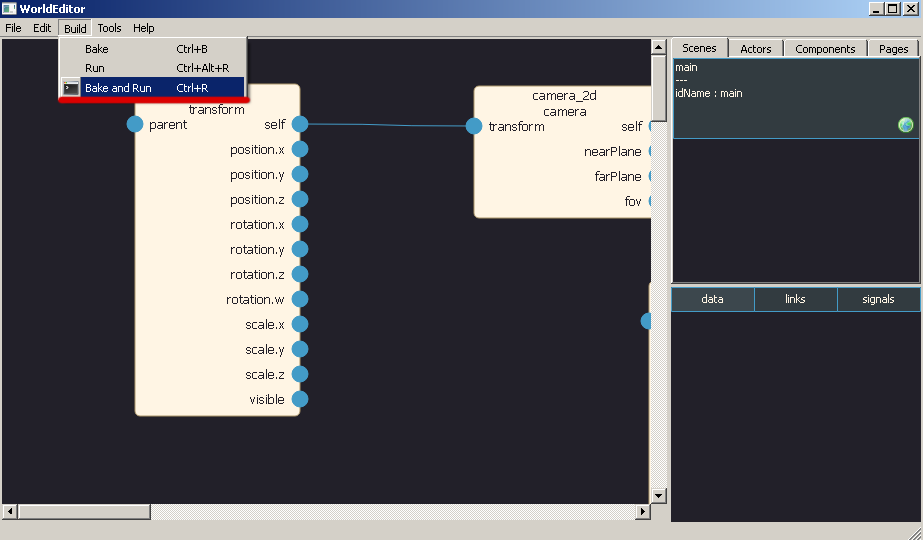 WorldEditor
File Edit Build Tools Help
Bake Ctrl+B
Run Ctrl+Alt+R
Bake and Run Ctrl+R
transform
parent self
position.x
position.y
position.z
rotation.x
rotation.y
rotation.z
rotation.w
scale.x
scale.y
scale.z
visible
camera_2d
camera
transform self
nearPlane
farPlane
fov
Scenes Actors Components Pages
main
---
idName : main
data links signals